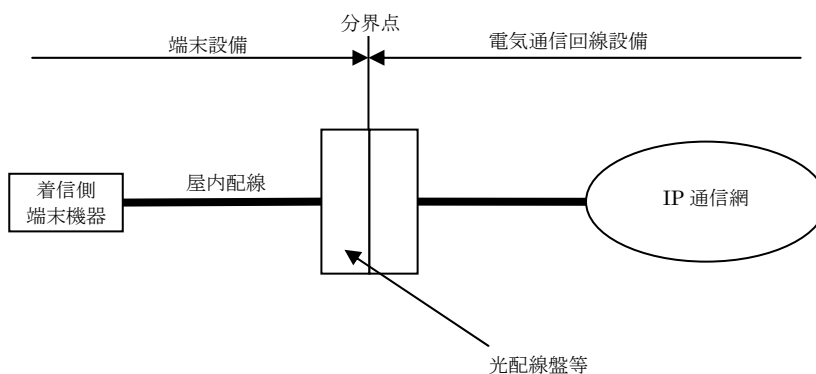 分界点
端末設備
電気通信回線設備
着信側
端末機器
屋内配線
IP 通信網
光配線盤等